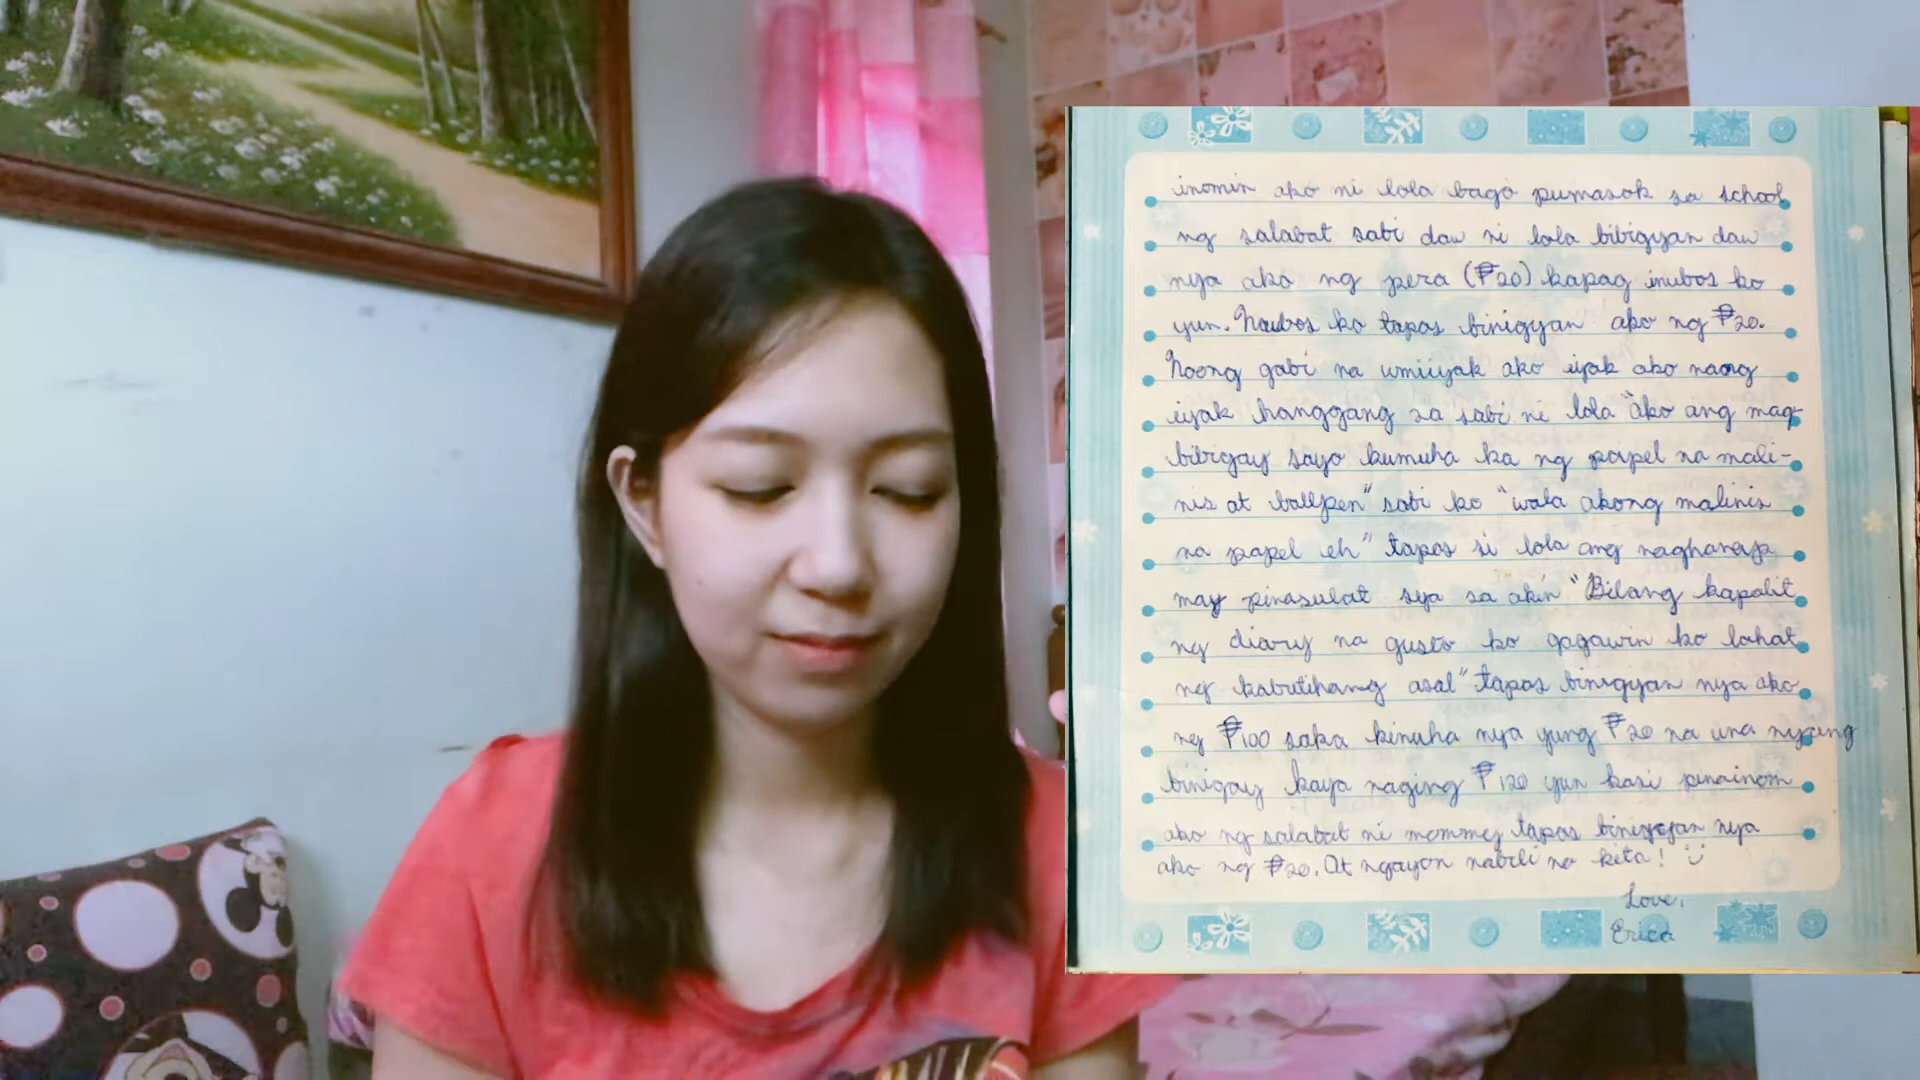 inomin ako ni lola bago pumasok sa school
ng salabat sabi daw ni lola bibigyan daw
nya ako ng pera (₱20) kapag inubos ko
yun. Naubos ko tapos binigyan ako ng ₱20.
Noong gabi na umiiyak ako iyak ako naang
iyak hanggang sa sabi ni lola "ako ang mag-
bibigay sayo kumuha ka ng papel na mali-
nis at ballpen" sabi ko "wala akong malinis
na papel eh" tapos si lola ang naghanap
may pinasulat sya sa akin "Bilang kapalit
ng diary na gusto ko gagawin ko lahat
ng kabutihang asal" tapos binigyan nya ako
ng ₱100 saka kinuha nya yung ₱20 na una nyang
binigay kaya naging ₱120 yun kasi pinainom
ako ng salabat ni mommy tapos binigyan nya
ako ng ₱20. At ngayon nabili na kita! :)
Love,
Erica